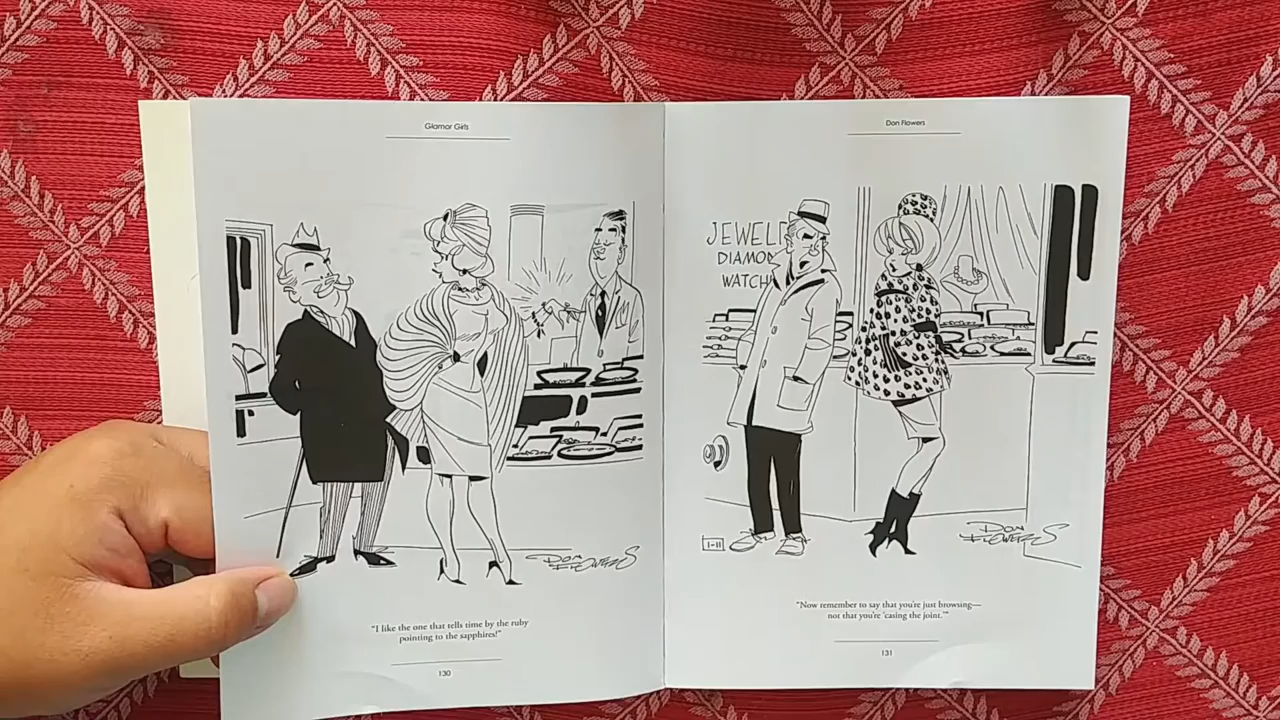 Glamor Girls
DON
FLOWERS
"I like the one that tells time by the ruby
pointing to the sapphires!"
130
Don Flowers
JEWEL
DIAMO
WATCH
1-11
DON
FLOWERS
"Now remember to say that you're just browsing—
not that you're 'casing the joint.'"
131